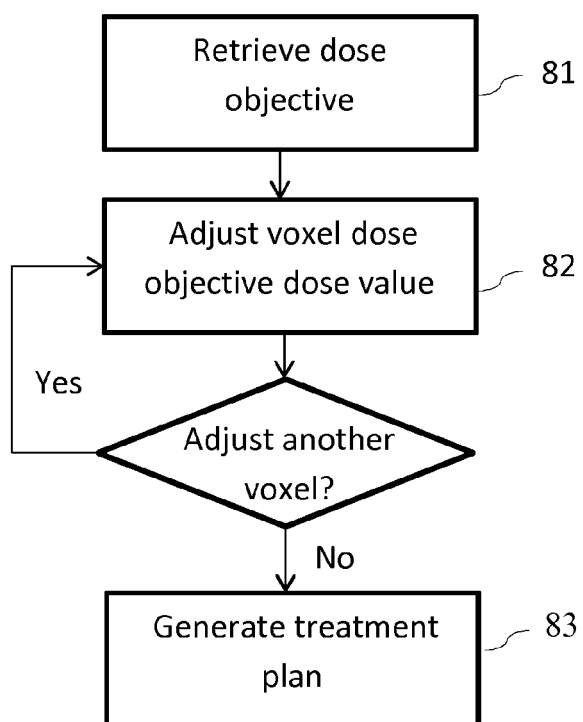 Retrieve dose
objective
81
Adjust voxel dose
objective dose value
82
Yes
Adjust another
voxel?
No
Generate treatment
plan
83